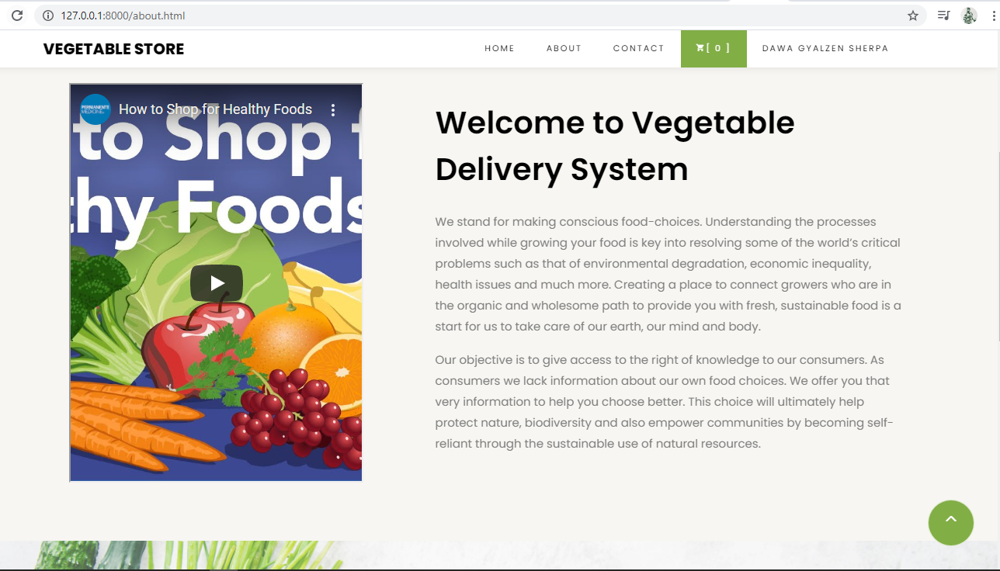 127.0.0.1:8000/about.html
VEGETABLE STORE
HOME
ABOUT
CONTACT
[ 0 ]
DAWA GYALZEN SHERPA
PERMANENTE
MEDICINE
How to Shop for Healthy Foods
to Shop f
thy Foods
Welcome to Vegetable
Delivery System
We stand for making conscious food-choices. Understanding the processes
involved while growing your food is key into resolving some of the world’s critical
problems such as that of environmental degradation, economic inequality,
health issues and much more. Creating a place to connect growers who are in
the organic and wholesome path to provide you with fresh, sustainable food is a
start for us to take care of our earth, our mind and body.
Our objective is to give access to the right of knowledge to our consumers. As
consumers we lack information about our own food choices. We offer you that
very information to help you choose better. This choice will ultimately help
protect nature, biodiversity and also empower communities by becoming self-
reliant through the sustainable use of natural resources.